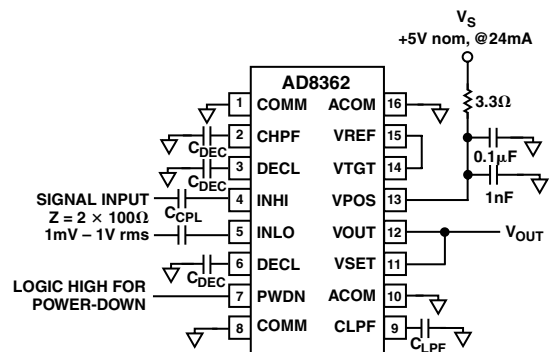 V_S
+5V nom, @24mA
AD8362
1 COMM ACOM 16
3.3Ω
2 CHPF VREF 15
C_DEC
0.1μF
3 DECL VTGT 14
C_DEC
SIGNAL INPUT
Z = 2 × 100Ω
1mV – 1V rms
4 INHI VPOS 13
C_CPL
1nF
5 INLO VOUT 12
V_OUT
6 DECL VSET 11
C_DEC
LOGIC HIGH FOR
POWER-DOWN
7 PWDN ACOM 10
8 COMM CLPF 9
C_LPF